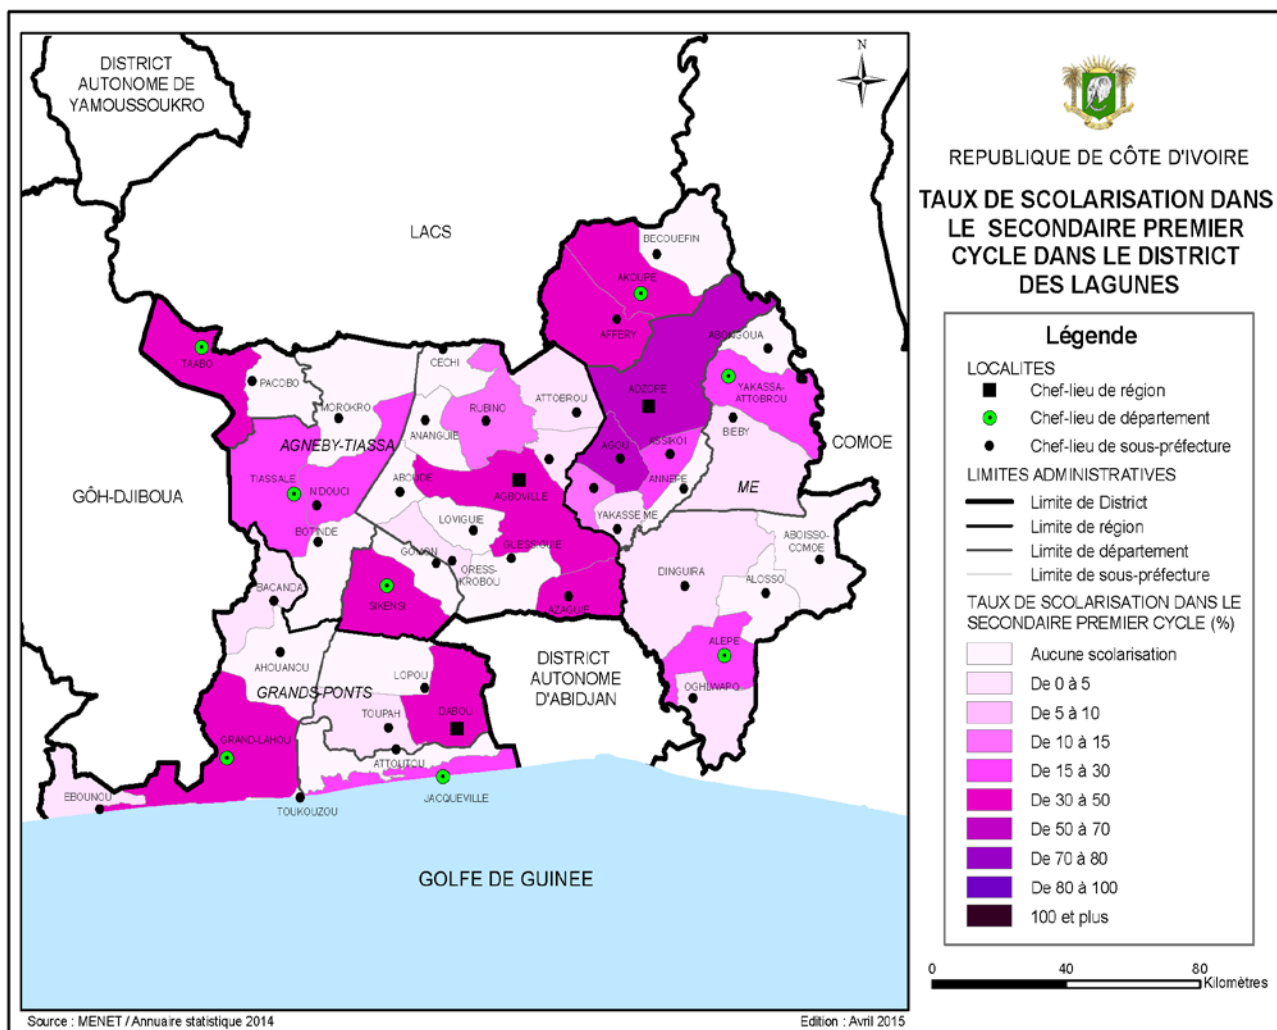 DISTRICT
AUTONOME DE
YAMOUSSOUKRO
N
LACS
BECOUEFIN
AKOUPE
AFFERY
ABONGOUA
TAABO
PACOBO
CECHI
ADZOPE
YAKASSA-
ATTOBROU
MOROKRO
RUBINO
ATTOBROU
BIEBY
COMOE
AGNEBY-TIASSA
ANANGUIE
AGOU
ASSIKOI
GÔH-DJIBOUA
TIASSALE
N'DOUCI
ABOUDE
AGBOVILLE
ANNEPE
ME
BOTINDE
LOVIGUIE
YAKASSE ME
ABOISSO-
COMOE
GOMON
GUESSIGUIE
ORESS-
KROBOU
DINGUIRA
BACANDA
SIKENSI
AZAGUIE
ALOSSO
AHOUANOU
LOPOU
DISTRICT
AUTONOME
D'ABIDJAN
ALEPE
GRANDS-PONTS
OGHLWAPO
TOUPAH
DABOU
GRAND-LAHOU
ATTOUTOU
EBOUNOU
TOUKOUZOU
JACQUEVILLE
GOLFE DE GUINEE
REPUBLIQUE DE CÔTE D'IVOIRE
TAUX DE SCOLARISATION DANS
LE SECONDAIRE PREMIER
CYCLE DANS LE DISTRICT
DES LAGUNES
Légende
LOCALITES
Chef-lieu de région
Chef-lieu de département
Chef-lieu de sous-préfecture
LIMITES ADMINISTRATIVES
Limite de District
Limite de région
Limite de département
Limite de sous-préfecture
TAUX DE SCOLARISATION DANS LE
SECONDAIRE PREMIER CYCLE (%)
Aucune scolarisation
De 0 à 5
De 5 à 10
De 10 à 15
De 15 à 30
De 30 à 50
De 50 à 70
De 70 à 80
De 80 à 100
100 et plus
0 40 80
Kilomètres
Source : MENET / Annuaire statistique 2014
Edition : Avril 2015